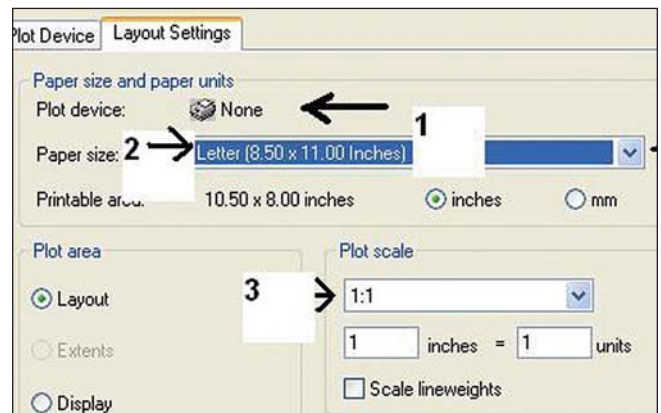 Plot Device Layout Settings
Paper size and paper units
Plot device: None 1
Paper size: 2 Letter (8.50 x 11.00 Inches)
Printable area: 10.50 x 8.00 inches inches mm
Plot area Plot scale
Layout 3 1:1
Extents 1 inches = 1 units
Display Scale lineweights